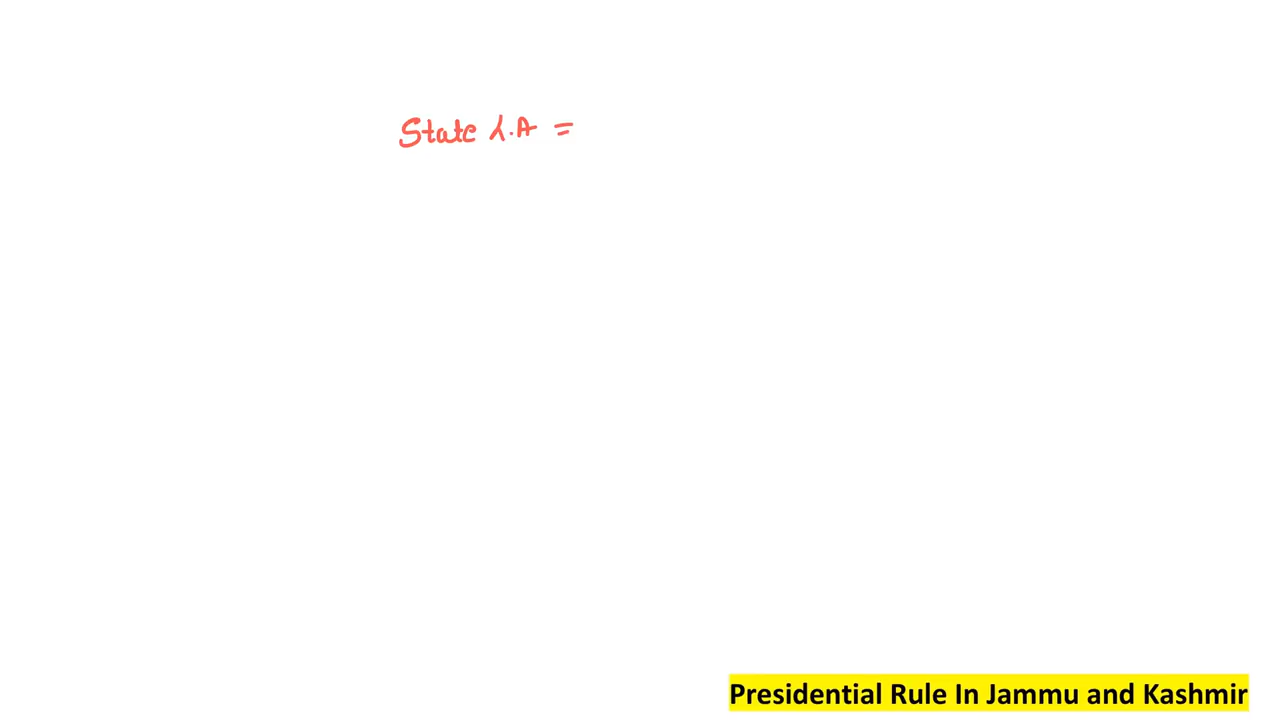 State L.A =
Presidential Rule In Jammu and Kashmir